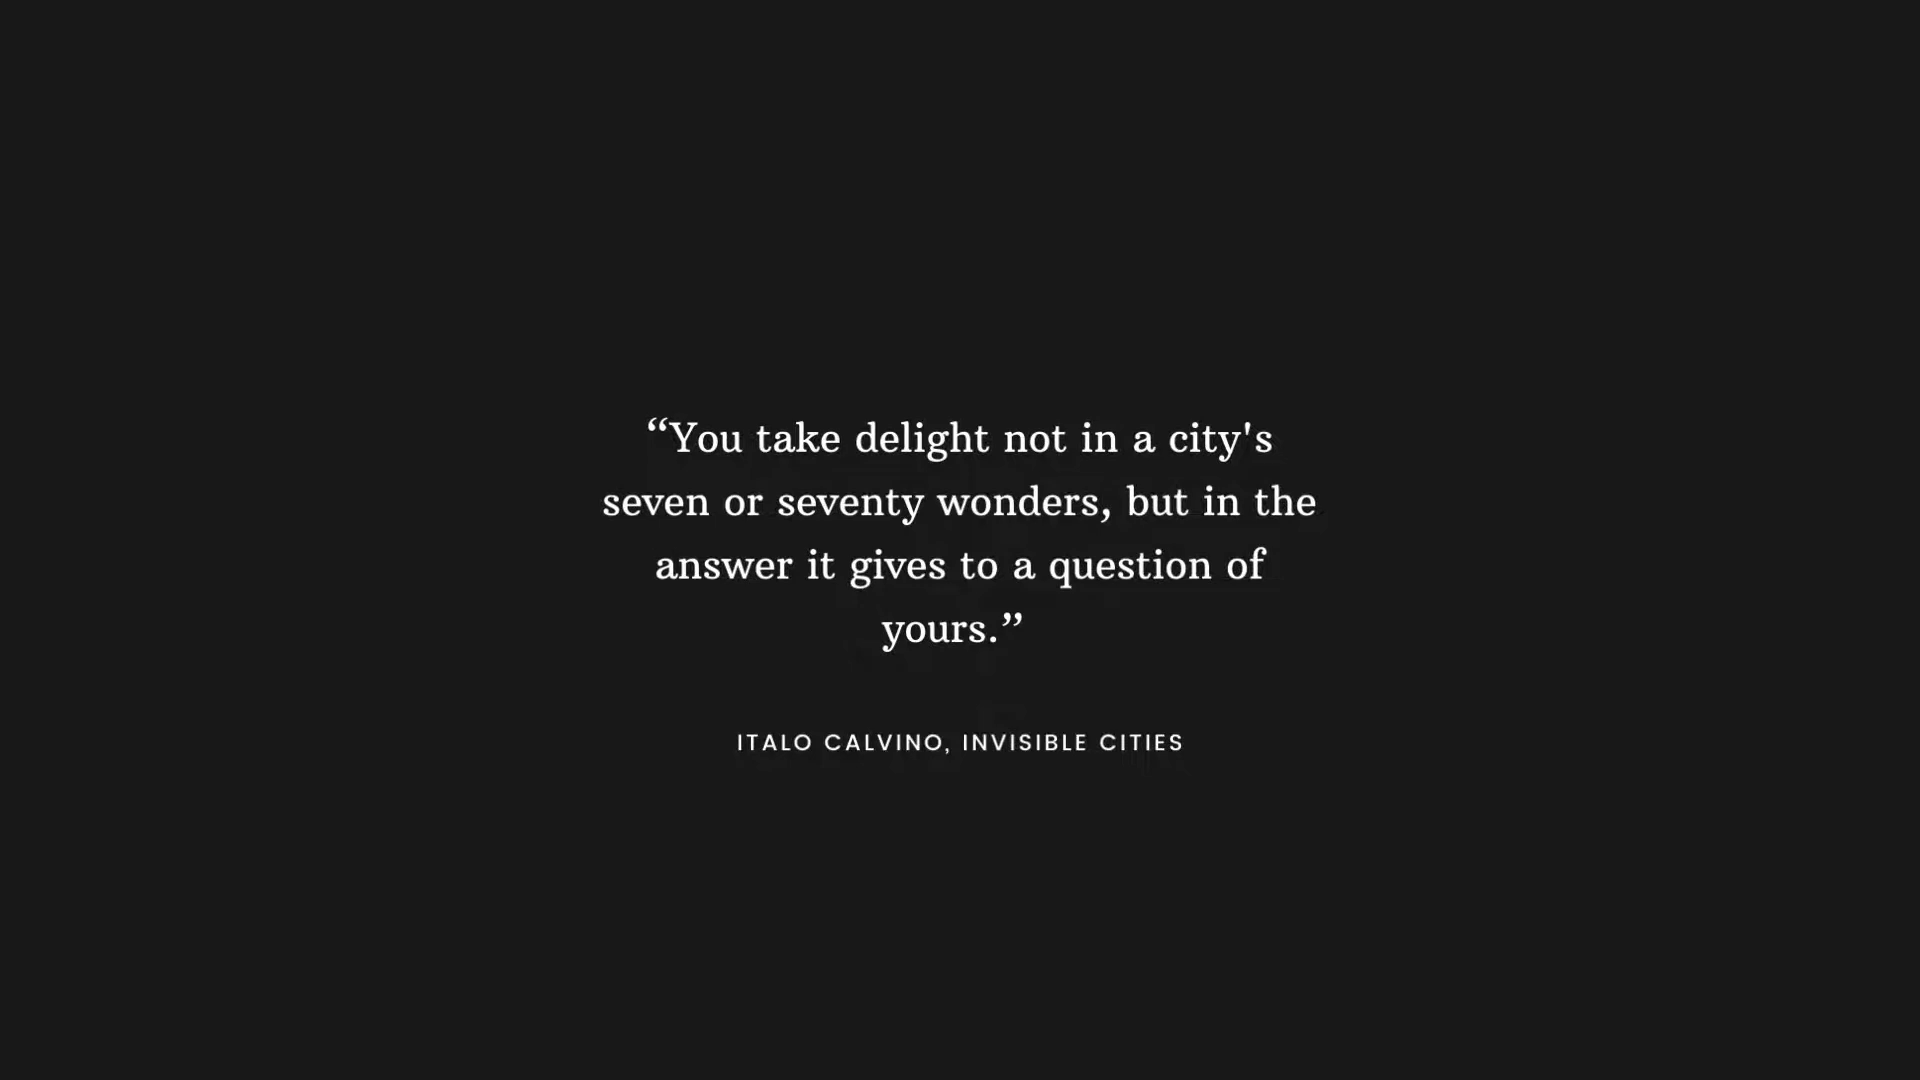 “You take delight not in a city's
seven or seventy wonders, but in the
answer it gives to a question of
yours.”
ITALO CALVINO, INVISIBLE CITIES